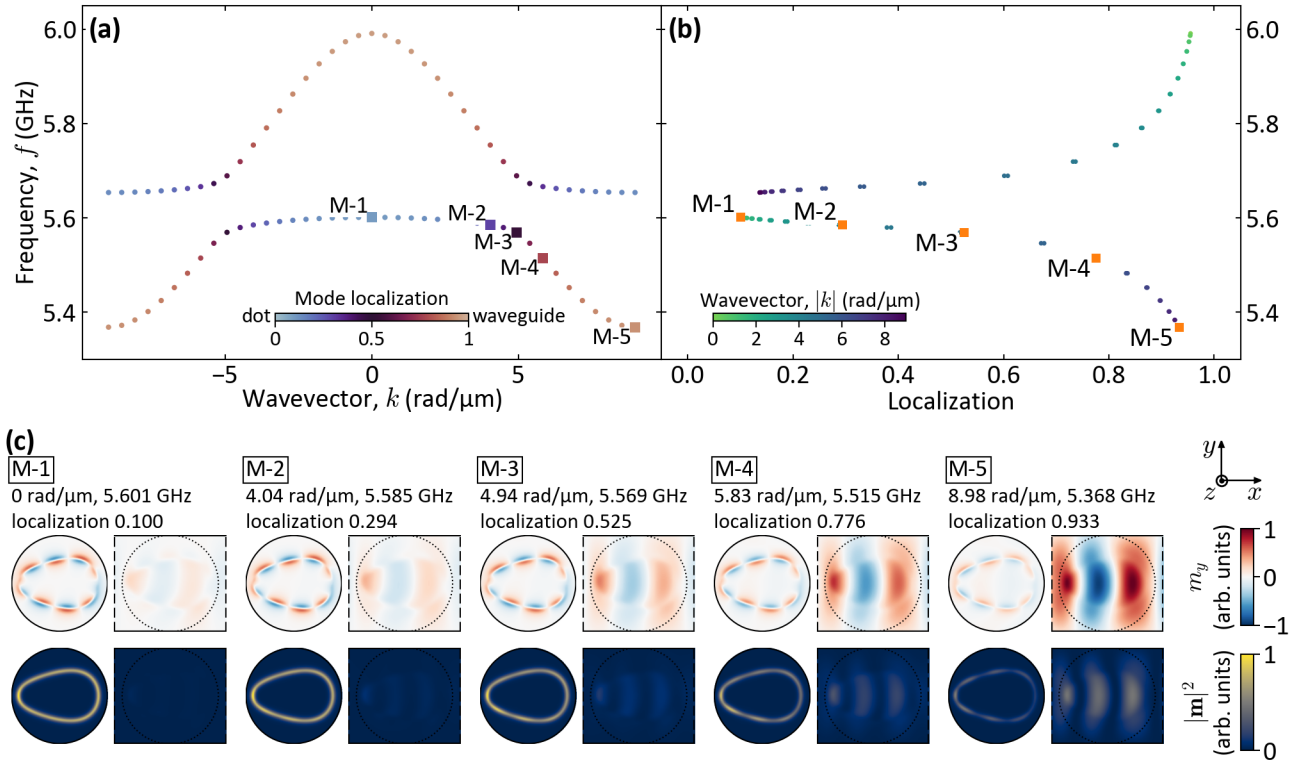 (a)
(b)
6.0
5.8
5.6
5.4
Frequency, f (GHz)
M-1
M-2
M-3
M-4
M-5
Mode localization
dot
waveguide
0
0.5
1
−5
0
5
Wavevector, k (rad/μm)
6.0
5.8
5.6
5.4
M-1
M-2
M-3
M-4
M-5
Wavevector, |k| (rad/μm)
0 2 4 6 8
0.0 0.2 0.4 0.6 0.8 1.0
Localization
(c)
M-1
0 rad/μm, 5.601 GHz
localization 0.100
M-2
4.04 rad/μm, 5.585 GHz
localization 0.294
M-3
4.94 rad/μm, 5.569 GHz
localization 0.525
M-4
5.83 rad/μm, 5.515 GHz
localization 0.776
M-5
8.98 rad/μm, 5.368 GHz
localization 0.933
y
z
x
1
0
−1
m_y
(arb. units)
1
0
|m|²
(arb. units)